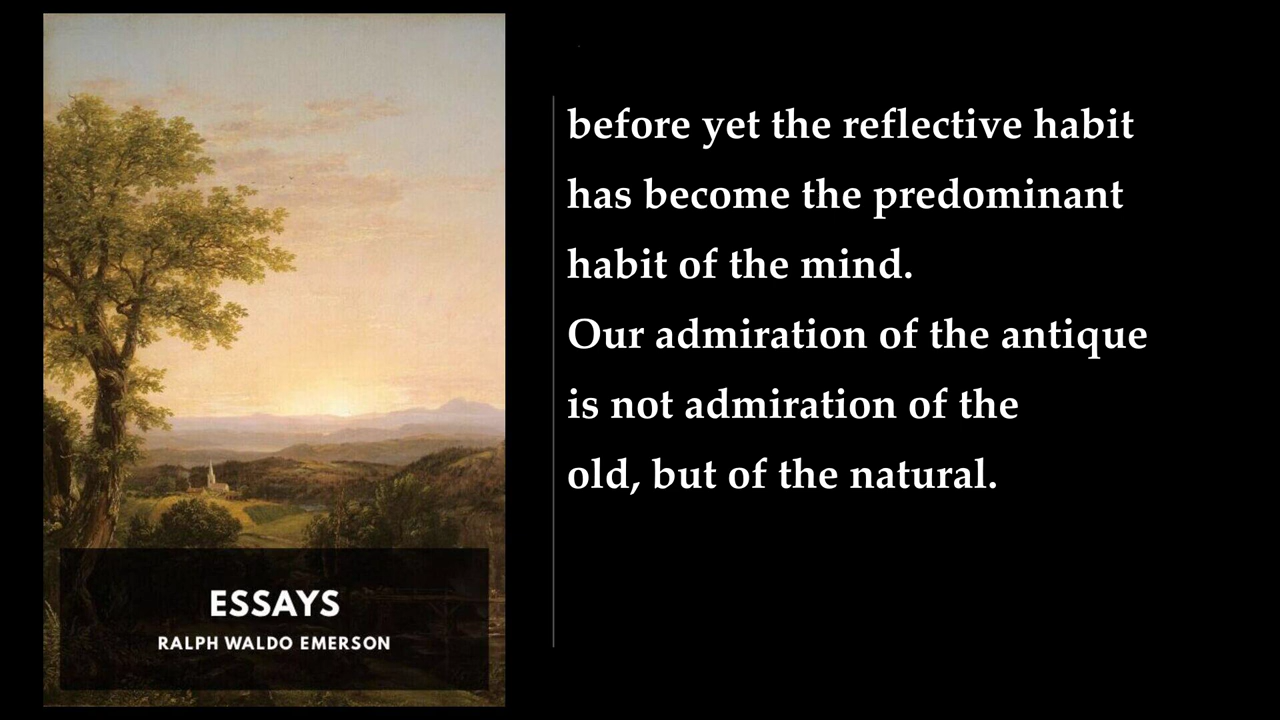 ESSAYS
RALPH WALDO EMERSON
before yet the reflective habit
has become the predominant
habit of the mind.
Our admiration of the antique
is not admiration of the
old, but of the natural.